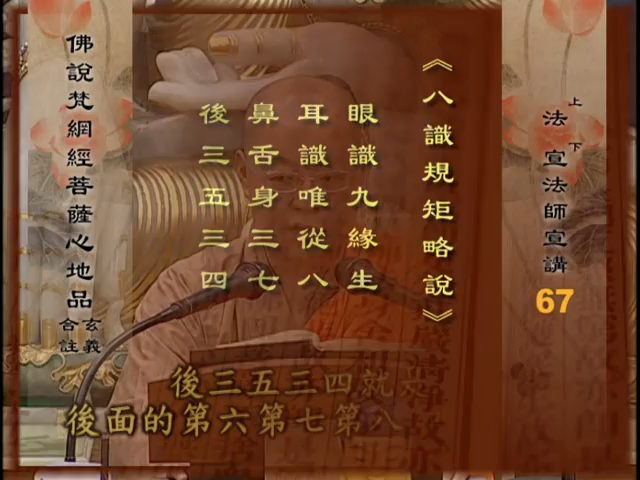 上法下宣法師宣講
67
《八識規矩略說》
眼識九緣生
耳識唯從八
鼻舌身三七
後三五三四
佛說梵網經菩薩心地品
玄義
合註
後三五三四就是
後面的第六第七第八